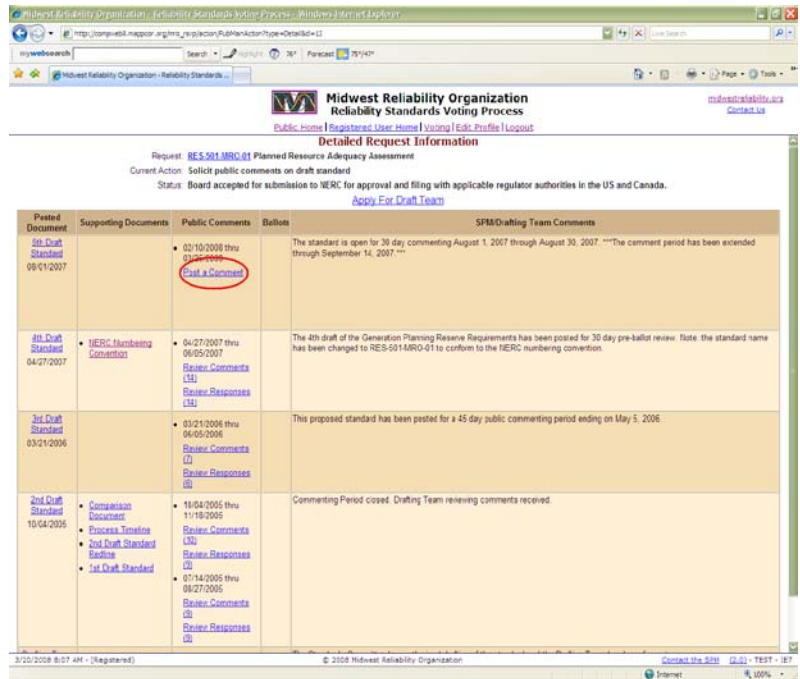 Midwest Reliability Organization - Reliability Standards Voting Process - Windows Internet Explorer
Live Search
mywebsearch Search 36° Forecast 75°/47°
Midwest Reliability Organization - Reliability Standards ... Page Tools
Midwest Reliability Organization
Reliability Standards Voting Process
midwestreliability.org
Contact Us
Public Home | Registered User Home | Voting | Edit Profile | Logout
Detailed Request Information
Request: RES-501-MRO-01 Planned Resource Adequacy Assessment
Current Action: Solicit public comments on draft standard
Status: Board accepted for submission to NERC for approval and filing with applicable regulator authorities in the US and Canada.
Apply For Draft Team
Posted Document Supporting Documents Public Comments Ballots SPM/Drafting Team Comments
5th Draft Standard
08/01/2007
• 02/10/2008 thru
Post a Comment
The standard is open for 30 day commenting August 1, 2007 through August 30, 2007. ***The comment period has been extended
through September 14, 2007.***
4th Draft
Standard
04/27/2007
• NERC Numbering
Convention
• 04/27/2007 thru
06/05/2007
Review Comments
(14)
Review Responses
(14)
The 4th draft of the Generation Planning Reserve Requirements has been posted for 30 day pre-ballot review. Note: the standard name
has been changed to RES-501-MRO-01 to conform to the NERC numbering convention.
3rd Draft
Standard
03/21/2006
• 03/21/2006 thru
06/05/2006
Review Comments
(7)
Review Responses
(6)
This proposed standard has been posted for a 45 day public commenting period ending on May 5, 2006.
2nd Draft
Standard
10/04/2005
• Comparison
Document
• Process Timeline
• 2nd Draft Standard
Redline
• 1st Draft Standard
• 10/04/2005 thru
11/18/2005
Review Comments
(10)
Review Responses
(9)
• 07/14/2005 thru
08/27/2005
Review Comments
(9)
Review Responses
(9)
Commenting Period closed. Drafting Team reviewing comments received.
3/20/2008 8:07 AM - [Registered] © 2008 Midwest Reliability Organization Contact the SPM (2.0) - TEST - IE7
Internet 100%